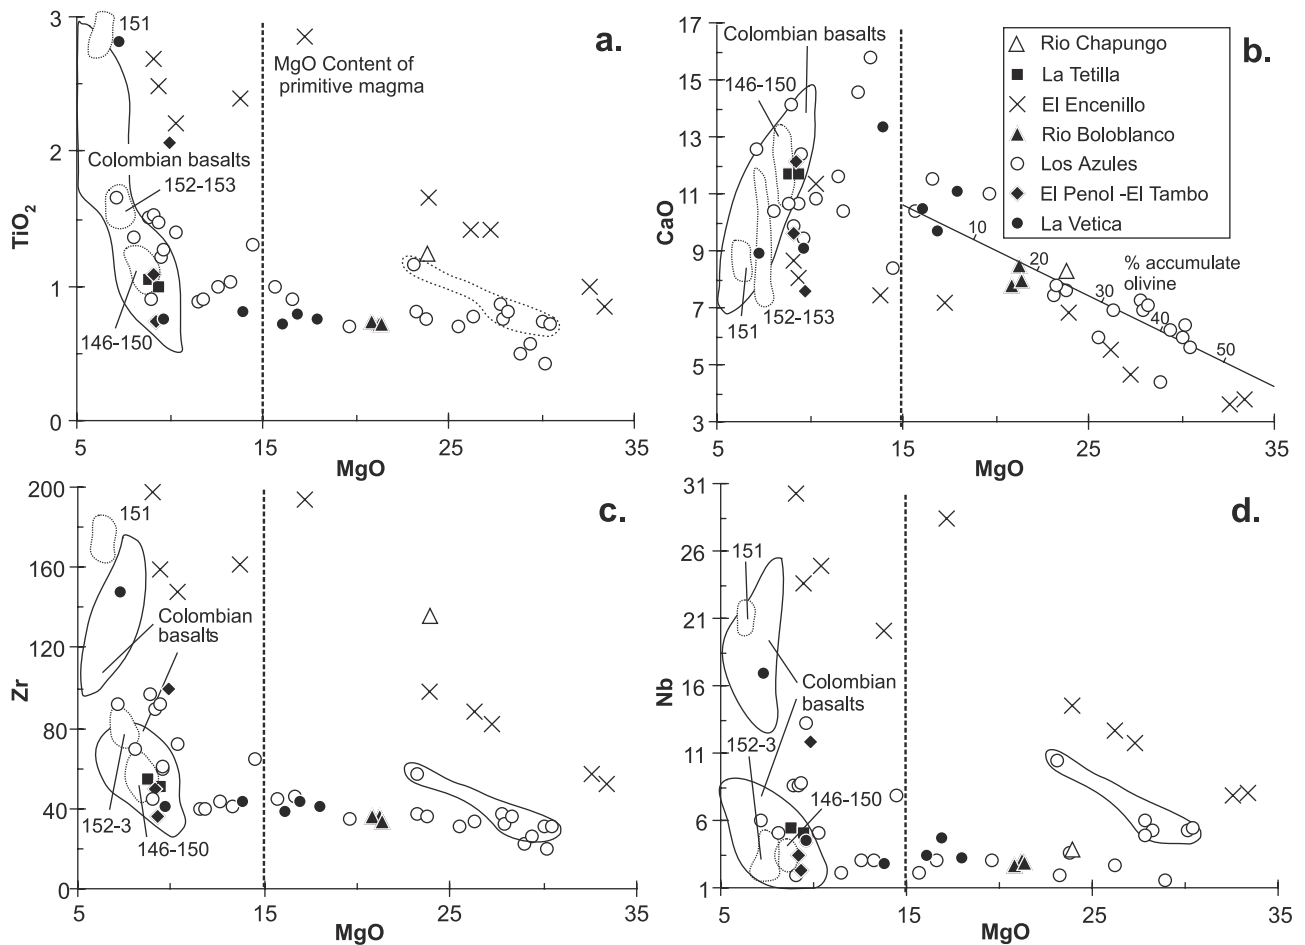 a.
3
2
1
0
TiO2
5
15
25
35
MgO
151
MgO Content of
primitive magma
Colombian basalts
152-153
146-150
b.
17
15
13
11
9
7
5
3
CaO
5
15
25
35
MgO
Colombian basalts
146-150
151
152-153
10
20
30
40
50
% accumulate
olivine
Rio Chapungo
La Tetilla
El Encenillo
Rio Boloblanco
Los Azules
El Penol -El Tambo
La Vetica
c.
200
160
120
80
40
0
Zr
5
15
25
35
MgO
151
Colombian
basalts
152-3
146-150
d.
31
26
21
16
11
6
1
Nb
5
15
25
35
MgO
151
Colombian
basalts
152-3
146-150